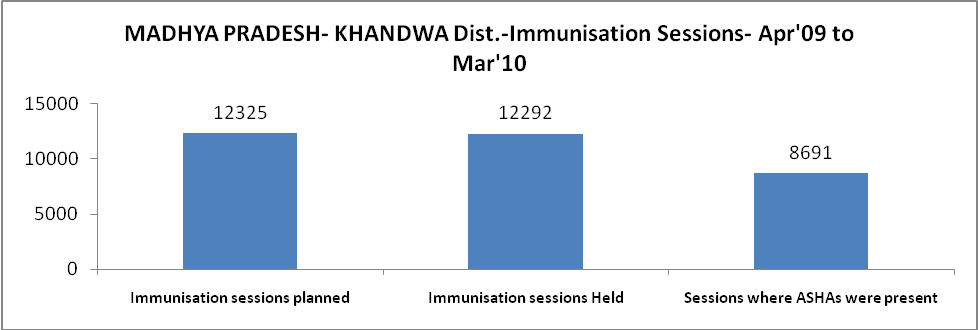 MADHYA PRADESH- KHANDWA Dist.-Immunisation Sessions- Apr'09 to
Mar'10
15000
10000
5000
0
12325
12292
8691
Immunisation sessions planned
Immunisation sessions Held
Sessions where ASHAs were present